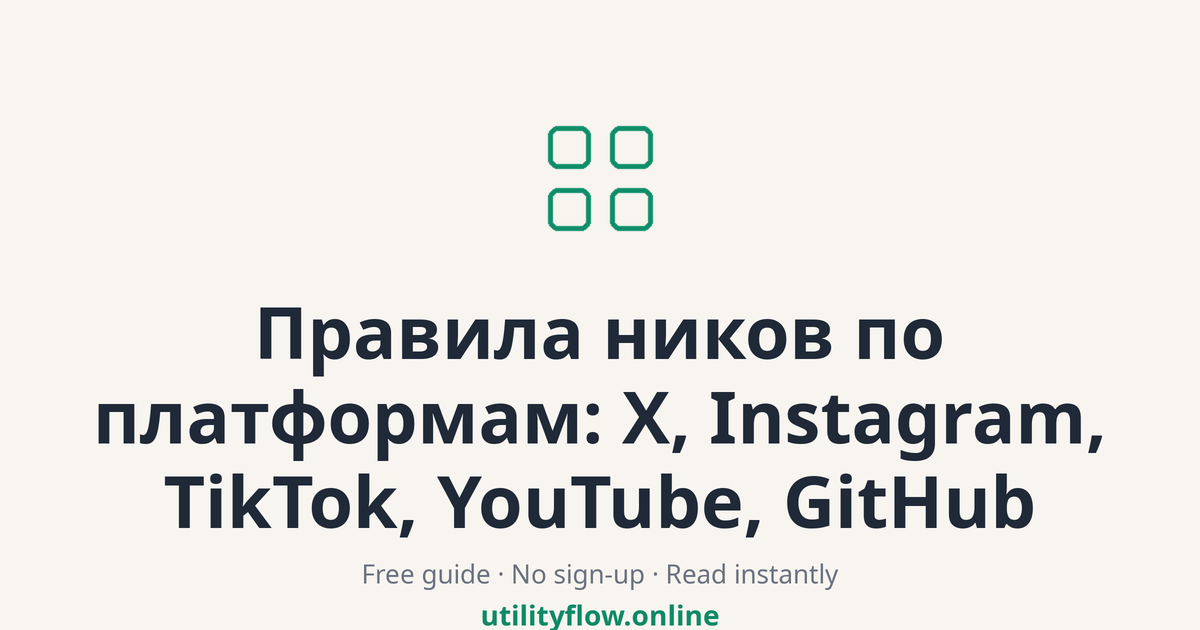 Правила ников по
платформам: X, Instagram,
TikTok, YouTube, GitHub
Free guide · No sign-up · Read instantly
utilityflow.online